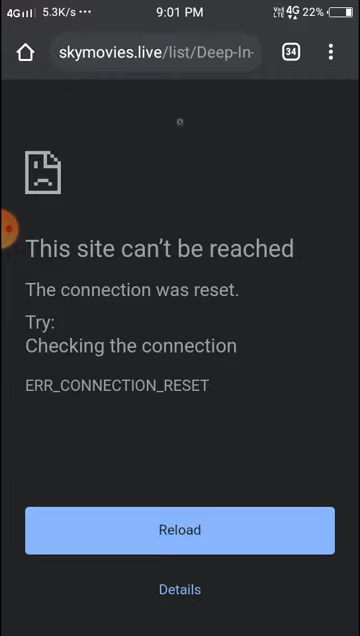 4G 5.3K/s ••• 9:01 PM VoLTE 4G 22%
skymovies.live/list/Deep-In- 34
This site can't be reached
The connection was reset.
Try:
Checking the connection
ERR_CONNECTION_RESET
Reload
Details